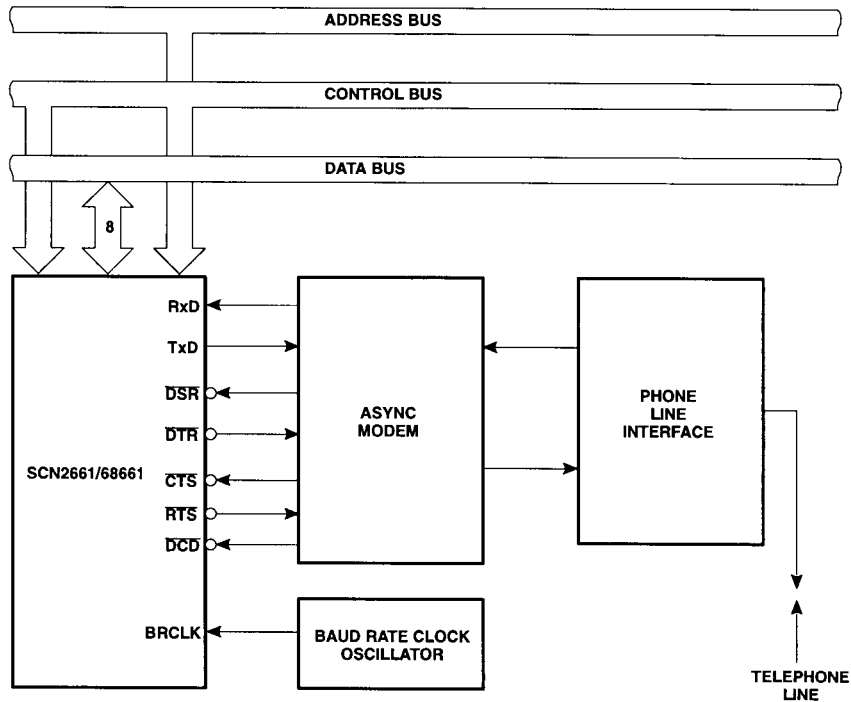 ADDRESS BUS
CONTROL BUS
DATA BUS
8
RxD
TxD
DSR
DTR
SCN2661/68661
CTS
RTS
DCD
BRCLK
ASYNC
MODEM
PHONE
LINE
INTERFACE
BAUD RATE CLOCK
OSCILLATOR
TELEPHONE
LINE